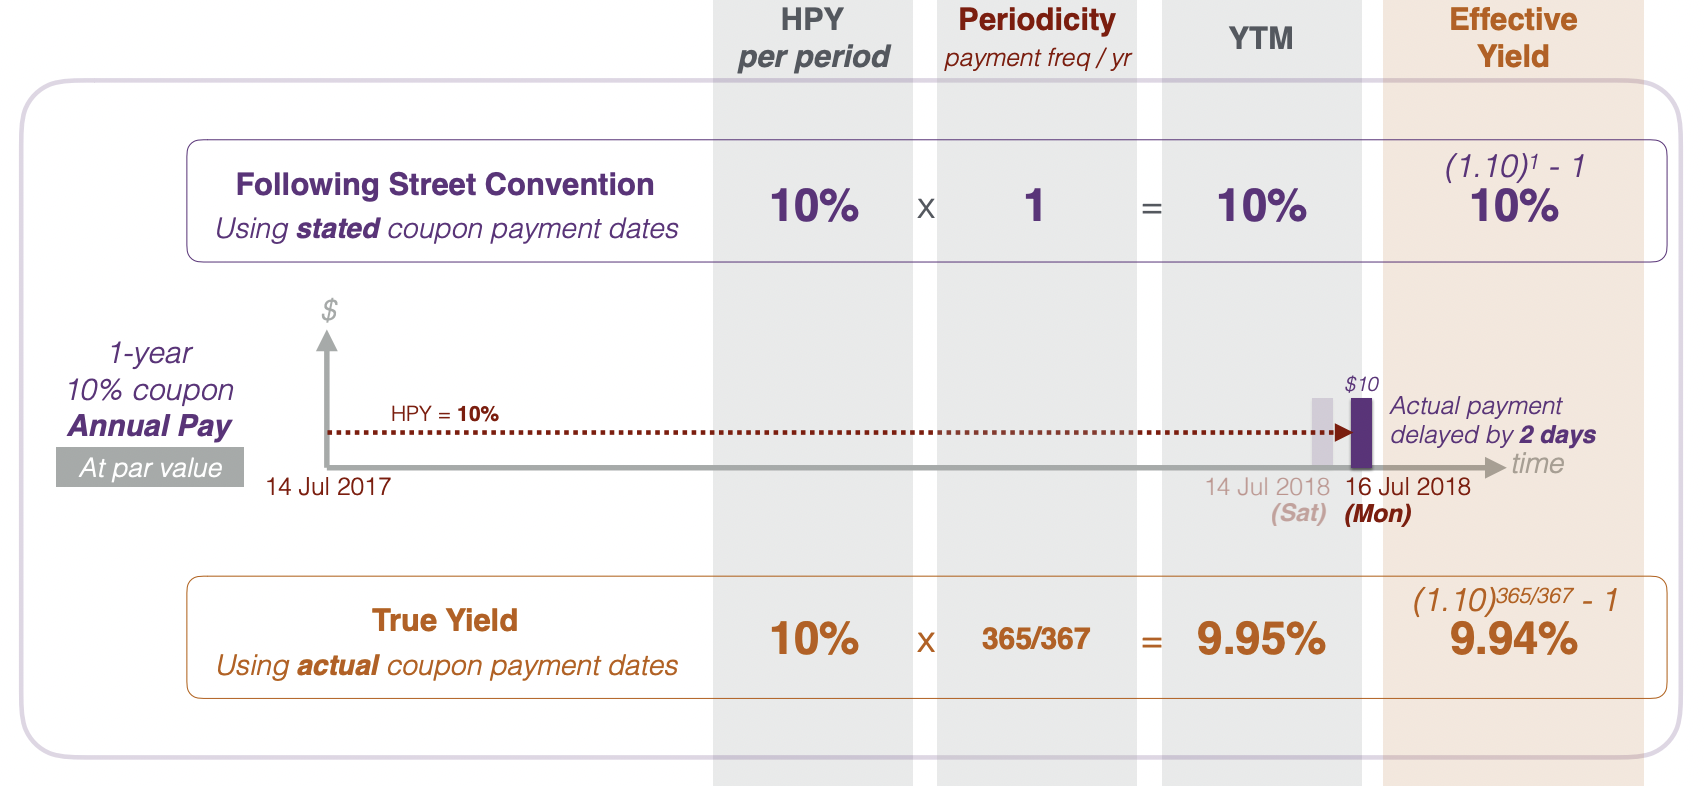 HPY
per period
Periodicity
payment freq / yr
YTM
Effective
Yield
Following Street Convention
Using stated coupon payment dates
10% x 1 = 10%
(1.10)¹ - 1
10%
$
1-year
10% coupon
Annual Pay
At par value
HPY = 10%
$10
Actual payment
delayed by 2 days
time
14 Jul 2017
14 Jul 2018
(Sat)
16 Jul 2018
(Mon)
True Yield
Using actual coupon payment dates
10% x 365/367 = 9.95%
(1.10)³⁶⁵/³⁶⁷ - 1
9.94%